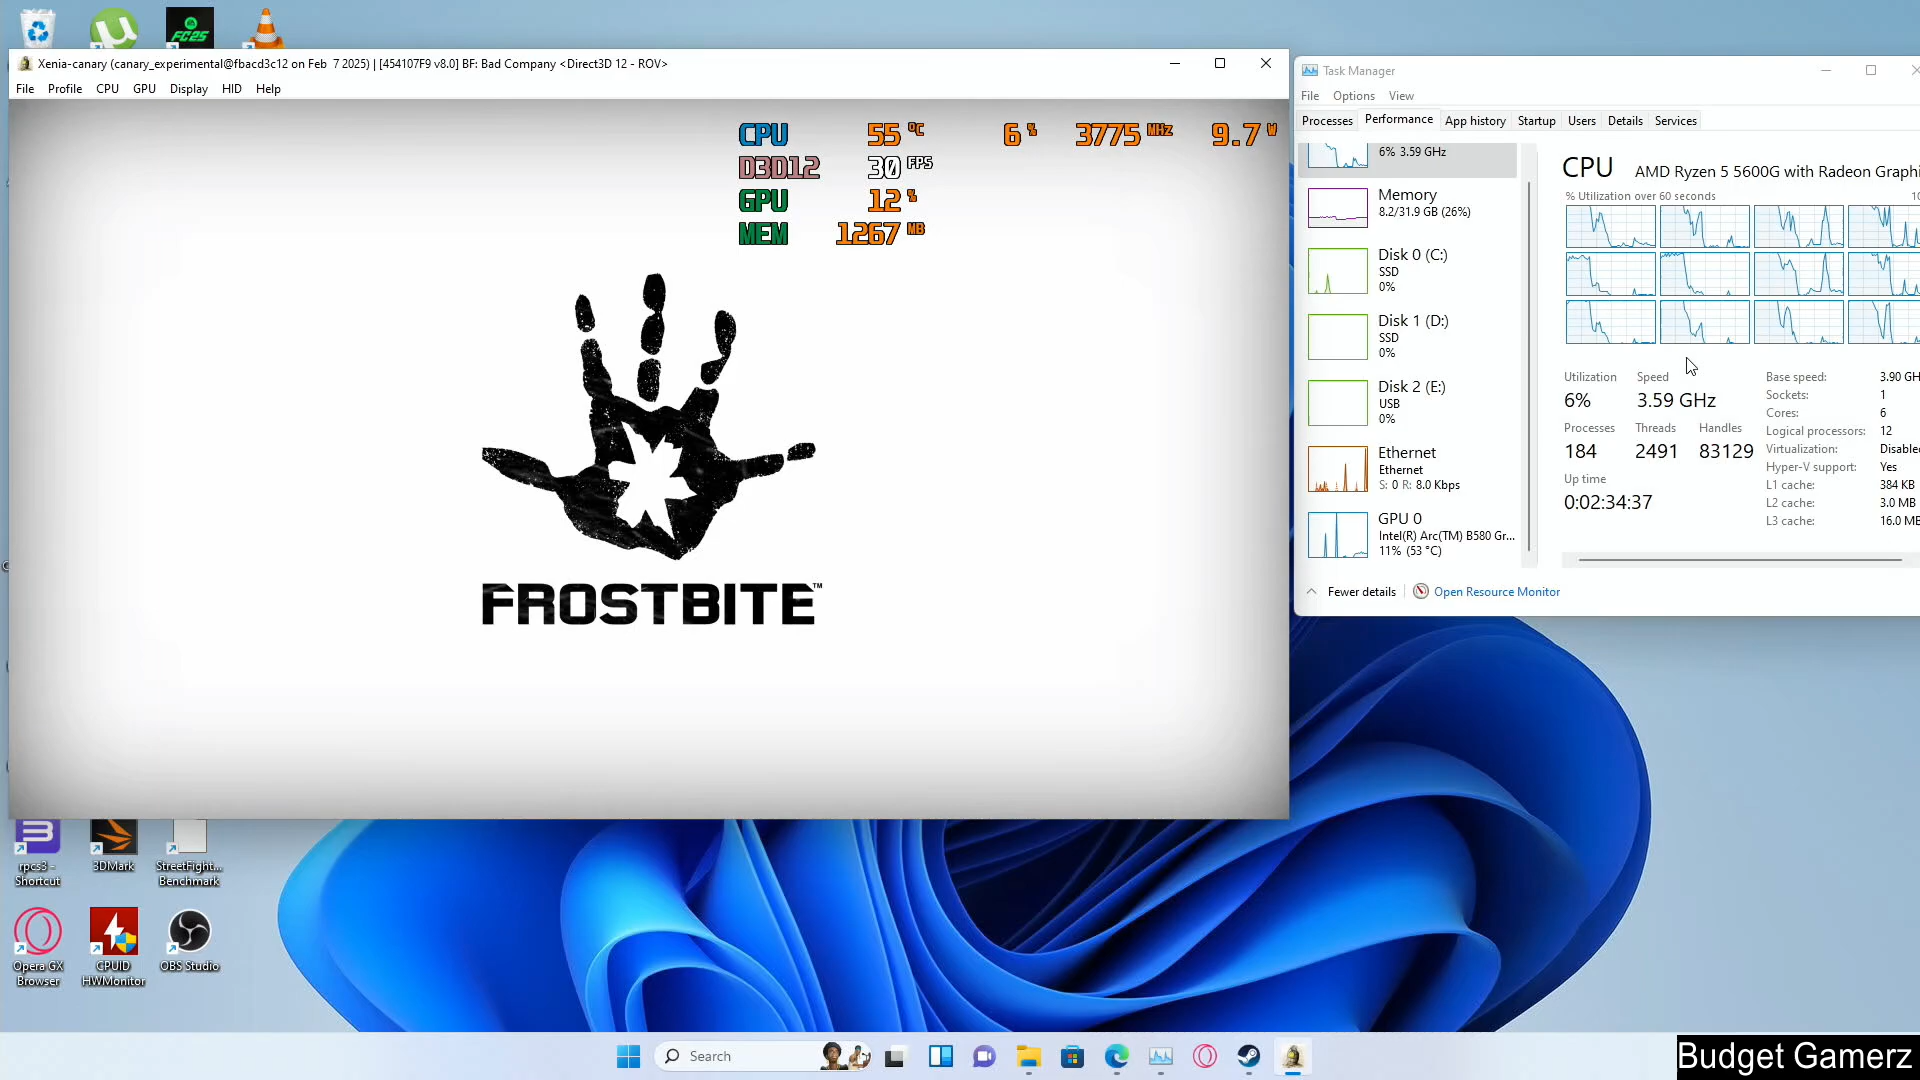 Xenia-canary (canary_experimental@fbacd3c12 on Feb  7 2025) | [454107F9 v8.0] BF: Bad Company <Direct3D 12 - ROV>
File Profile CPU GPU Display HID Help
CPU 55 °C 6 % 3775 MHz 9.7 W
D3D12 30 FPS
GPU 12 %
MEM 1267 MB
FROSTBITE™
Task Manager
File Options View
Processes Performance App history Startup Users Details Services
6% 3.59 GHz
Memory
8.2/31.9 GB (26%)
Disk 0 (C:)
SSD
0%
Disk 1 (D:)
SSD
0%
Disk 2 (E:)
USB
0%
Ethernet
Ethernet
S: 0 R: 8.0 Kbps
GPU 0
Intel(R) Arc(TM) B580 Gr...
11% (53 °C)
CPU AMD Ryzen 5 5600G with Radeon Graphi
% Utilization over 60 seconds 10
Utilization Speed
6% 3.59 GHz
Processes Threads Handles
184 2491 83129
Up time
0:02:34:37
Base speed: 3.90 GH
Sockets: 1
Cores: 6
Logical processors: 12
Virtualization: Disabled
Hyper-V support: Yes
L1 cache: 384 KB
L2 cache: 3.0 MB
L3 cache: 16.0 MB
Fewer details Open Resource Monitor
FC25
rpcs3 - Shortcut
3DMark
StreetFight... Benchmark
Opera GX Browser
CPUID HWMonitor
OBS Studio
Search
Budget Gamerz